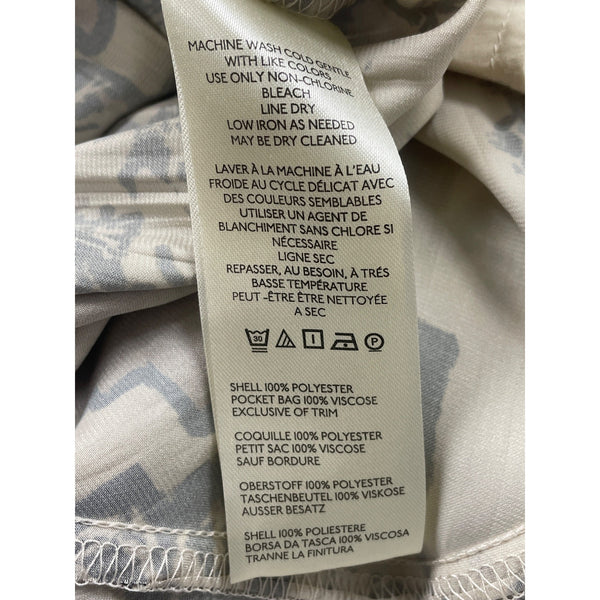 MACHINE WASH COLD GENTLE
WITH LIKE COLORS
USE ONLY NON-CHLORINE
BLEACH
LINE DRY
LOW IRON AS NEEDED
MAY BE DRY CLEANED
LAVER À LA MACHINE À L'EAU
FROIDE AU CYCLE DÉLICAT AVEC
DES COULEURS SEMBLABLES
UTILISER UN AGENT DE
BLANCHIMENT SANS CHLORE SI
NÉCESSAIRE
LIGNE SEC
REPASSER, AU BESOIN, À TRÉS
BASSE TEMPÉRATURE
PEUT -ÊTRE ÊTRE NETTOYÉE
A SEC
30 P
SHELL 100% POLYESTER
POCKET BAG 100% VISCOSE
EXCLUSIVE OF TRIM
COQUILLE 100% POLYESTER
PETIT SAC 100% VISCOSE
SAUF BORDURE
OBERSTOFF 100% POLYESTER
TASCHENBEUTEL 100% VISKOSE
AUSSER BESATZ
SHELL 100% POLIESTERE
BORSA DA TASCA 100% VISCOSA
TRANNE LA FINITURA